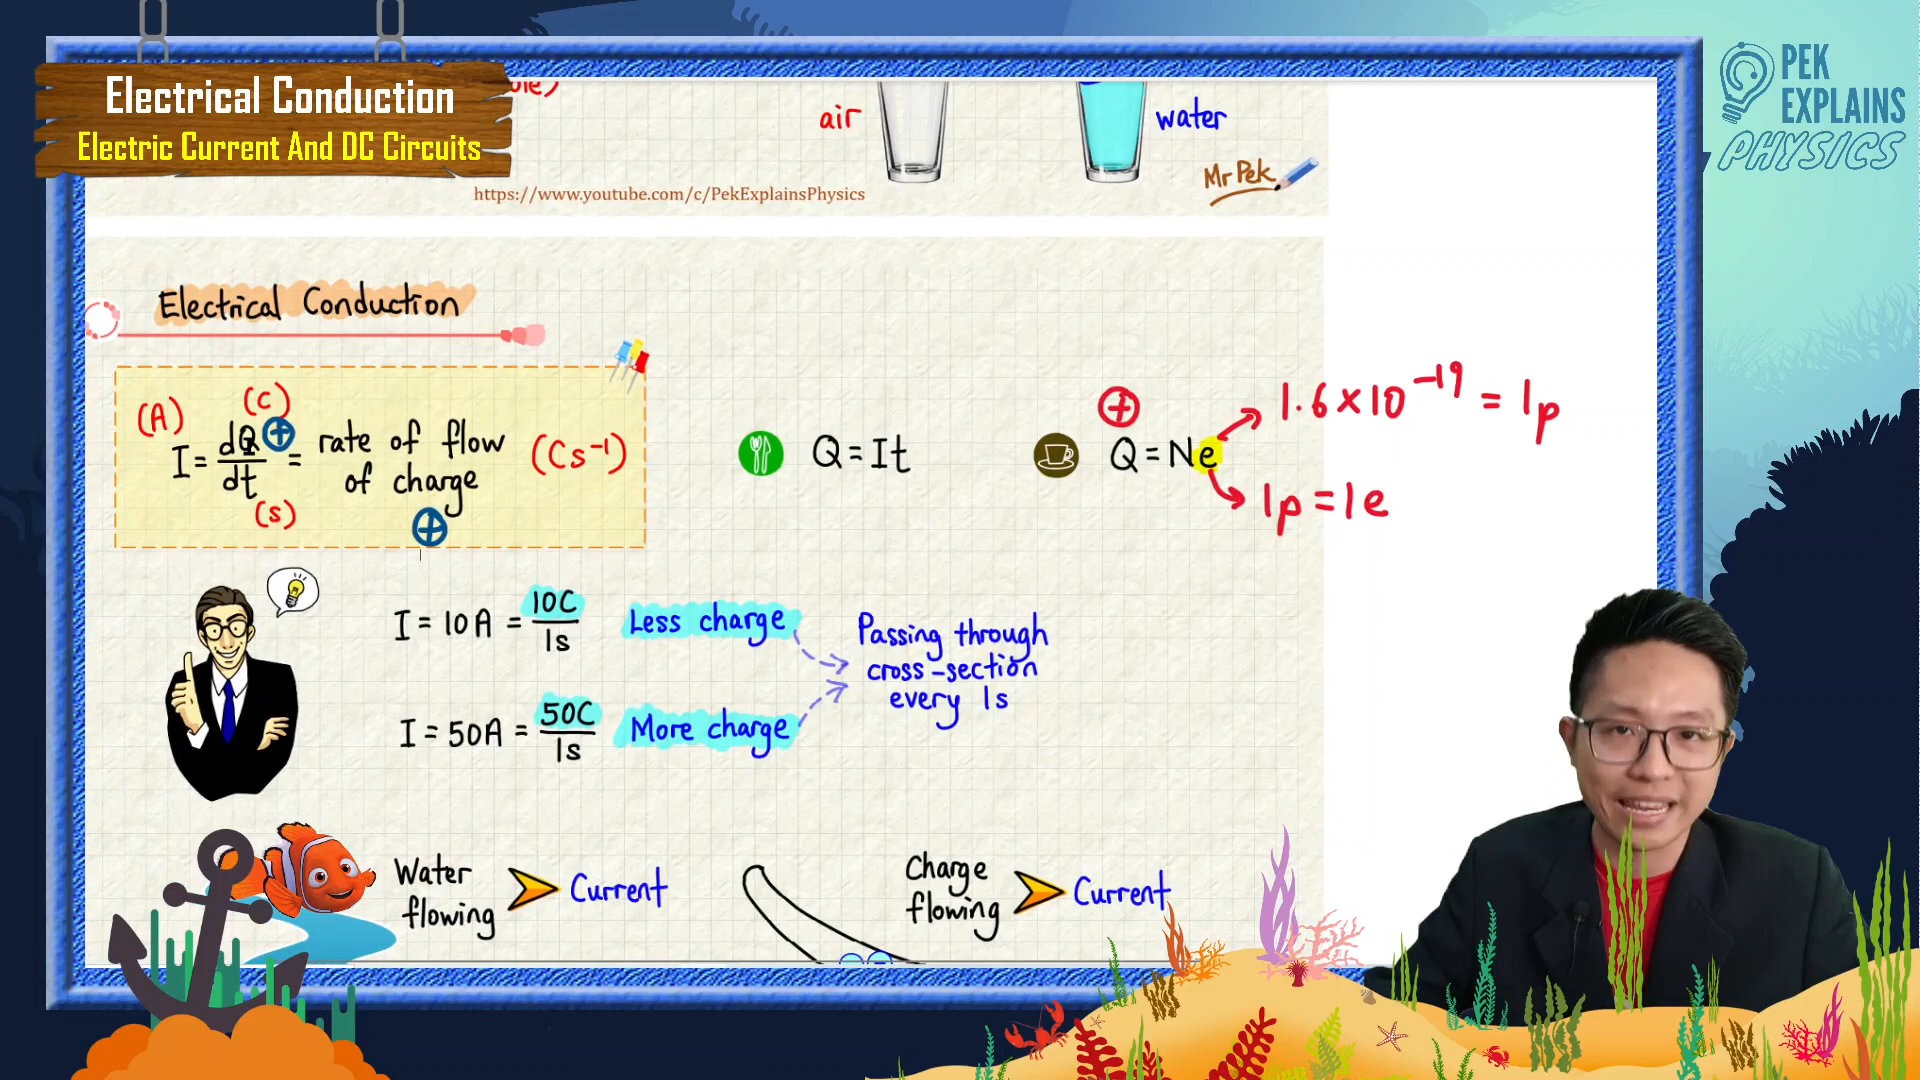 Electrical Conduction
Electric Current And DC Circuits
PEK
EXPLAINS
PHYSICS
air
water
https://www.youtube.com/c/PekExplainsPhysics
Mr Pek
Electrical Conduction
(A)
(C)
I = dQ/dt = rate of flow of charge (Cs⁻¹)
(s)
Q = It
Q = Ne
1.6 × 10⁻¹⁹ = 1p
1p = 1e
I = 10A = 10C/1s
Less charge
I = 50A = 50C/1s
More charge
Passing through
cross-section
every 1s
Water
flowing
Current
Charge
flowing
Current